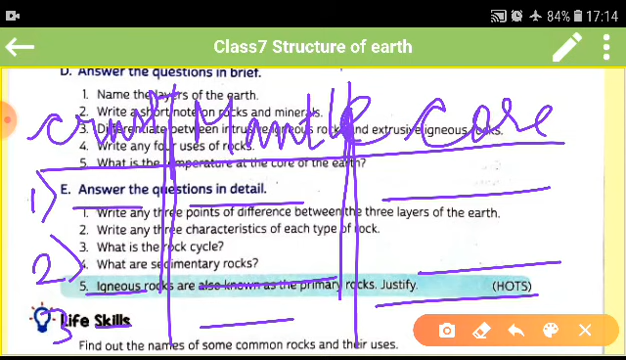 84% 17:14
Class7 Structure of earth
D. Answer the questions in brief.
1. Name the layers of the earth.
2. Write a short note on rocks and minerals.
3. Differentiate between intrusive igneous rocks and extrusive igneous rocks.
4. Write any four uses of rocks.
5. What is the temperature at the core of the earth?
crust Mantle core
E. Answer the questions in detail.
1)
1. Write any three points of difference between the three layers of the earth.
2. Write any three characteristics of each type of rock.
3. What is the rock cycle?
2)
4. What are sedimentary rocks?
5. Igneous rocks are also known as the primary rocks. Justify. (HOTS)
3
Life Skills
Find out the names of some common rocks and their uses.